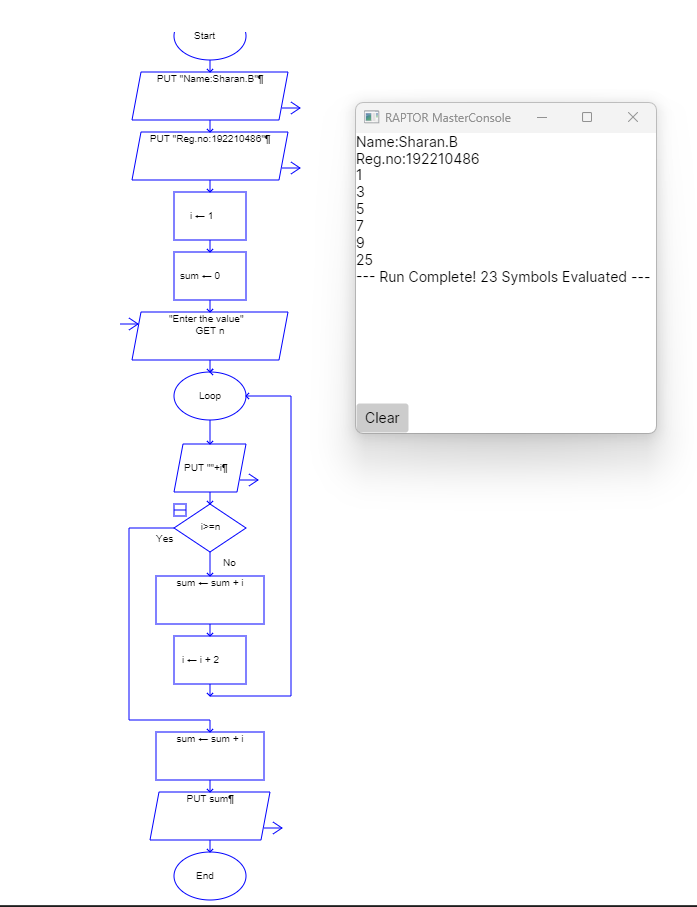 Start
PUT "Name:Sharan.B"¶
PUT "Reg.no:192210486"¶
i ← 1
sum ← 0
"Enter the value"
GET n
Loop
PUT ""+i¶
i>=n
Yes
No
sum ← sum + i
i ← i + 2
sum ← sum + i
PUT sum¶
End
RAPTOR MasterConsole
Name:Sharan.B
Reg.no:192210486
1
3
5
7
9
25
--- Run Complete! 23 Symbols Evaluated ---
Clear